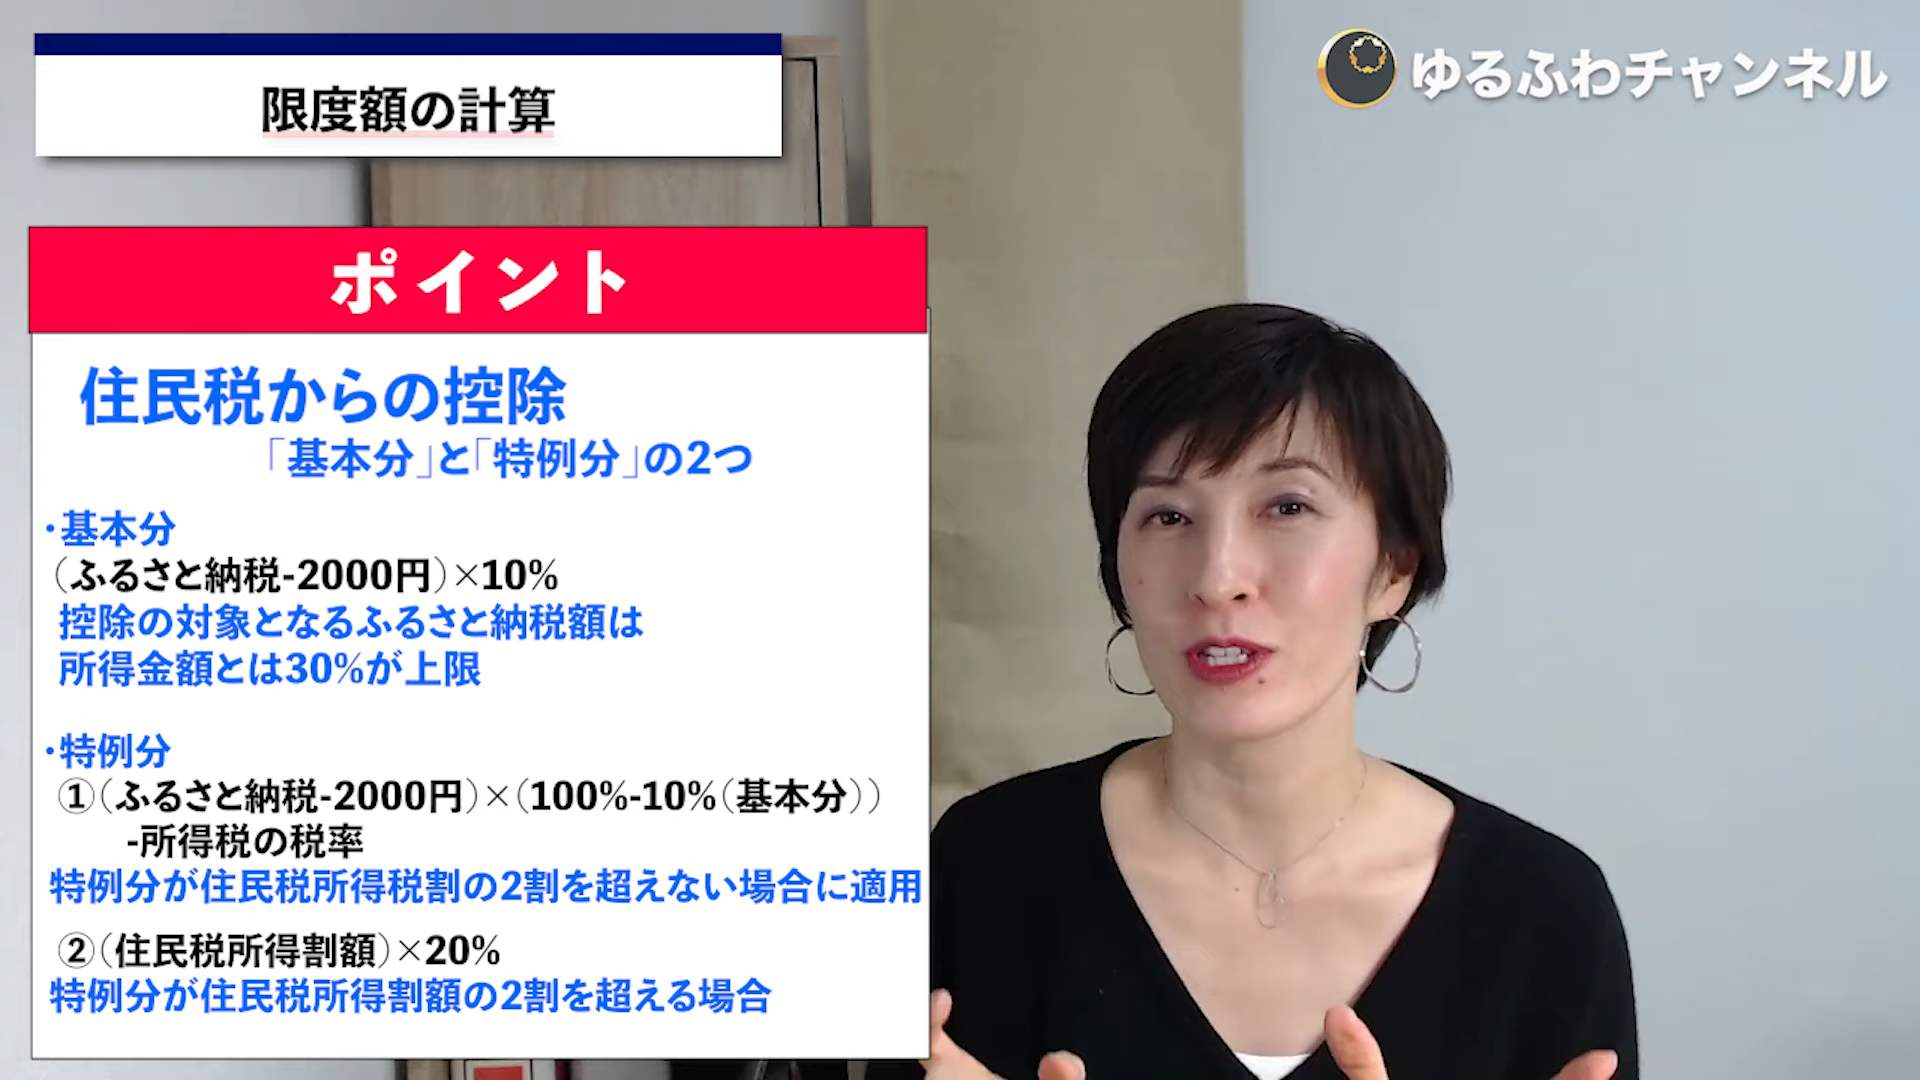 限度額の計算
ゆるふわチャンネル
ポイント
住民税からの控除
「基本分」と「特例分」の2つ
・基本分
（ふるさと納税-2000円）×10%
控除の対象となるふるさと納税額は
所得金額とは30%が上限
・特例分
①（ふるさと納税-2000円）×（100%-10%（基本分））
-所得税の税率
特例分が住民税所得税割の2割を超えない場合に適用
②（住民税所得割額）×20%
特例分が住民税所得割額の2割を超える場合